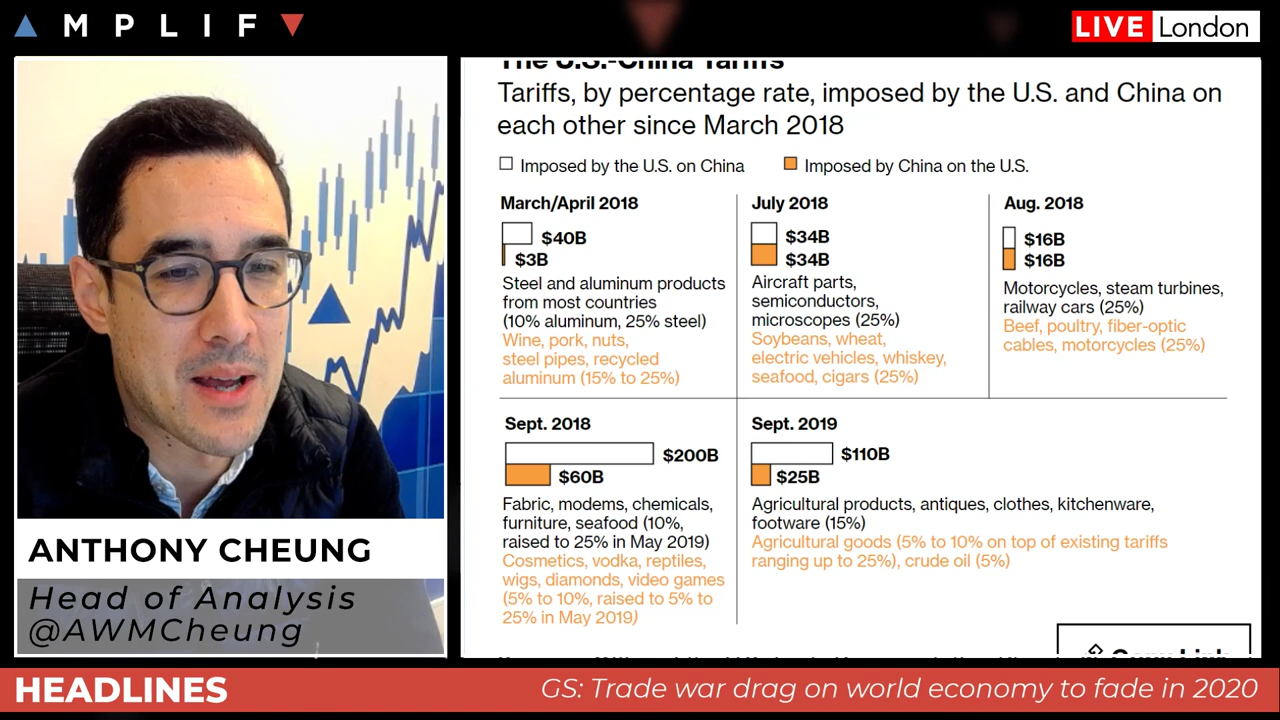 ▲ M P L I F ▼
LIVE London
The U.S.-China Tariffs
Tariffs, by percentage rate, imposed by the U.S. and China on
each other since March 2018
Imposed by the U.S. on China
Imposed by China on the U.S.
March/April 2018
$40B
$3B
Steel and aluminum products
from most countries
(10% aluminum, 25% steel)
Wine, pork, nuts,
steel pipes, recycled
aluminum (15% to 25%)
July 2018
$34B
$34B
Aircraft parts,
semiconductors,
microscopes (25%)
Soybeans, wheat,
electric vehicles, whiskey,
seafood, cigars (25%)
Aug. 2018
$16B
$16B
Motorcycles, steam turbines,
railway cars (25%)
Beef, poultry, fiber-optic
cables, motorcycles (25%)
Sept. 2018
$200B
$60B
Fabric, modems, chemicals,
furniture, seafood (10%,
raised to 25% in May 2019)
Cosmetics, vodka, reptiles,
wigs, diamonds, video games
(5% to 10%, raised to 5% to
25% in May 2019)
Sept. 2019
$110B
$25B
Agricultural products, antiques, clothes, kitchenware,
footware (15%)
Agricultural goods (5% to 10% on top of existing tariffs
ranging up to 25%), crude oil (5%)
Copy Link
ANTHONY CHEUNG
Head of Analysis
@AWMCheung
HEADLINES
GS: Trade war drag on world economy to fade in 2020